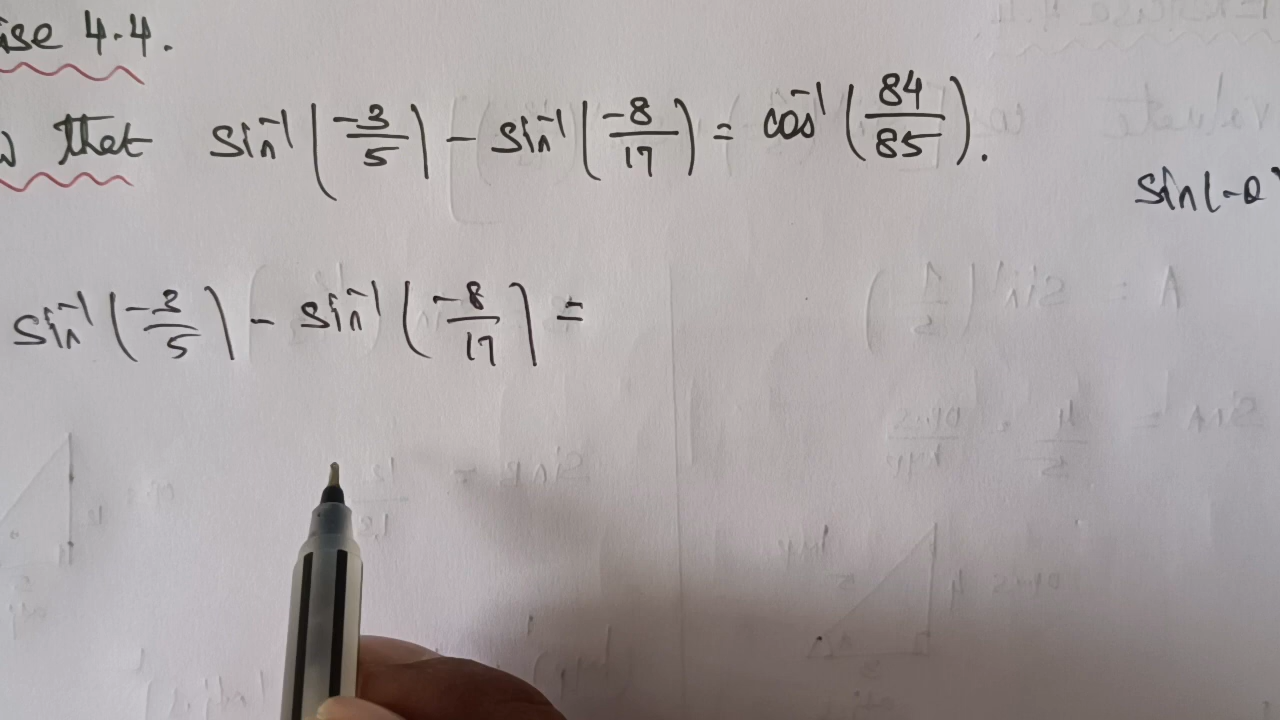 ise 4.4.
that sin⁻¹(-3/5) - sin⁻¹(-8/17) = cos⁻¹(84/85).
sin(-θ)
sin⁻¹(-3/5) - sin⁻¹(-8/17) =